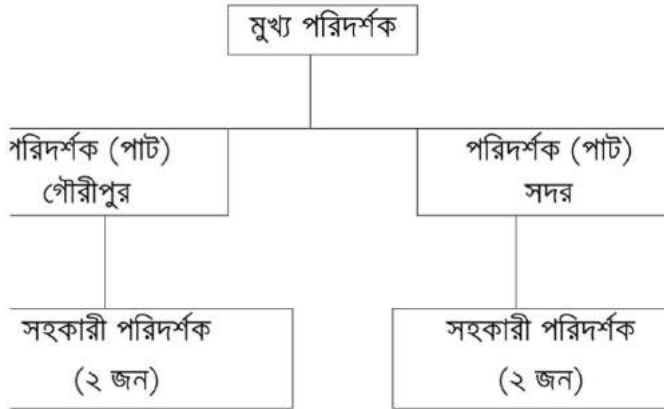 মুখ্য পরিদর্শক
পরিদর্শক (পাট)
গৌরীপুর
পরিদর্শক (পাট)
সদর
সহকারী পরিদর্শক
(২ জন)
সহকারী পরিদর্শক
(২ জন)